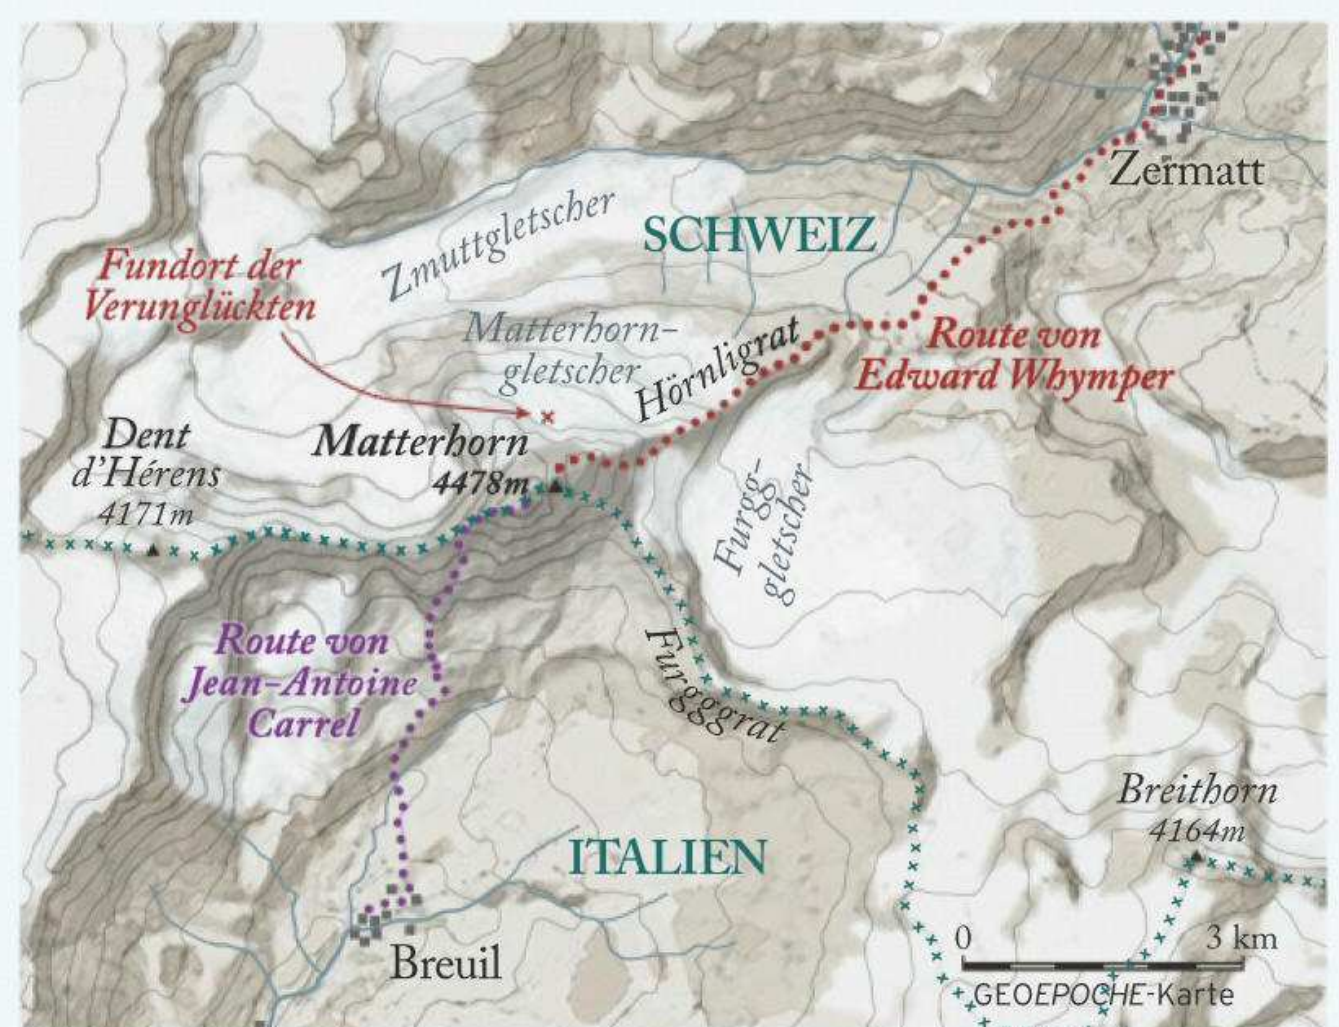 Zermatt
Zmuttgletscher
SCHWEIZ
Fundort der
Verunglückten
Matterhorn-
gletscher
Hörnligrat
Route von
Edward Whymper
Dent
d'Hérens
4171m
Matterhorn
4478m
Furgg-
gletscher
Route von
Jean-Antoine
Carrel
Furgggrat
Breithorn
4164m
ITALIEN
Breuil
0 3 km
GEOEPOCHE-Karte